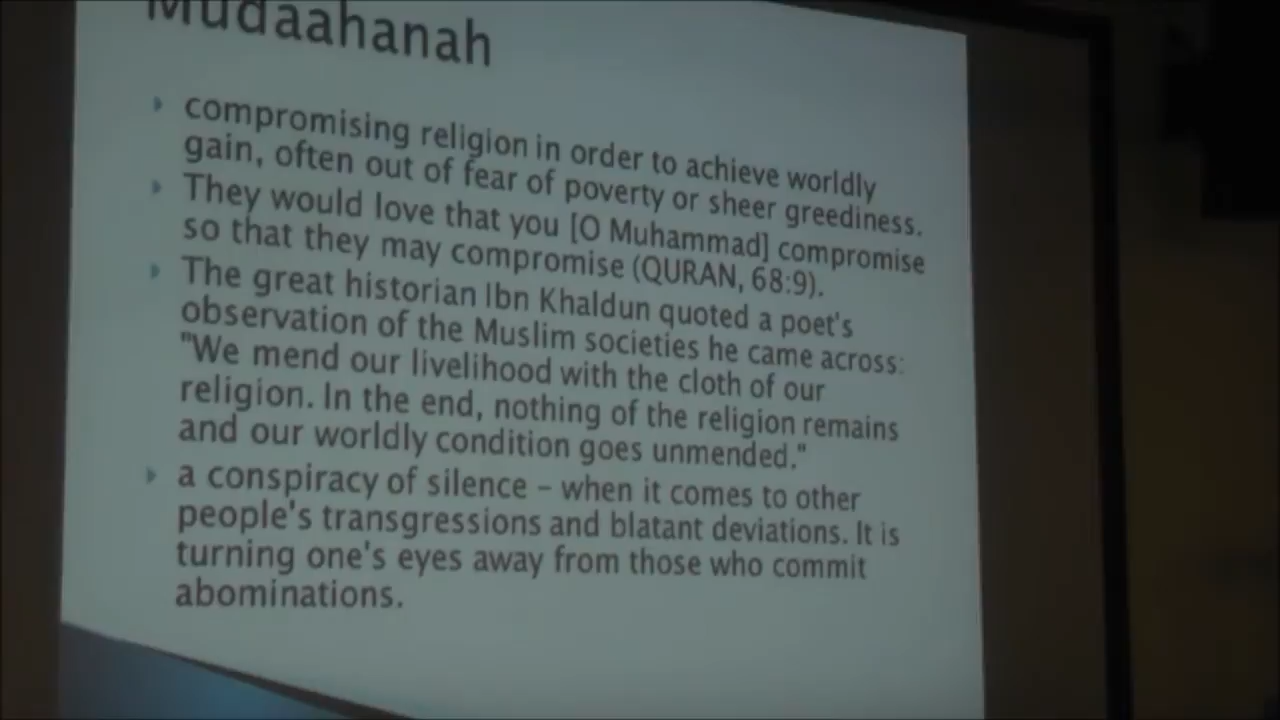 Mudaahanah
compromising religion in order to achieve worldly
gain, often out of fear of poverty or sheer greediness.
They would love that you [O Muhammad] compromise
so that they may compromise (QURAN, 68:9).
The great historian Ibn Khaldun quoted a poet's
observation of the Muslim societies he came across:
"We mend our livelihood with the cloth of our
religion. In the end, nothing of the religion remains
and our worldly condition goes unmended."
a conspiracy of silence – when it comes to other
people's transgressions and blatant deviations. It is
turning one's eyes away from those who commit
abominations.